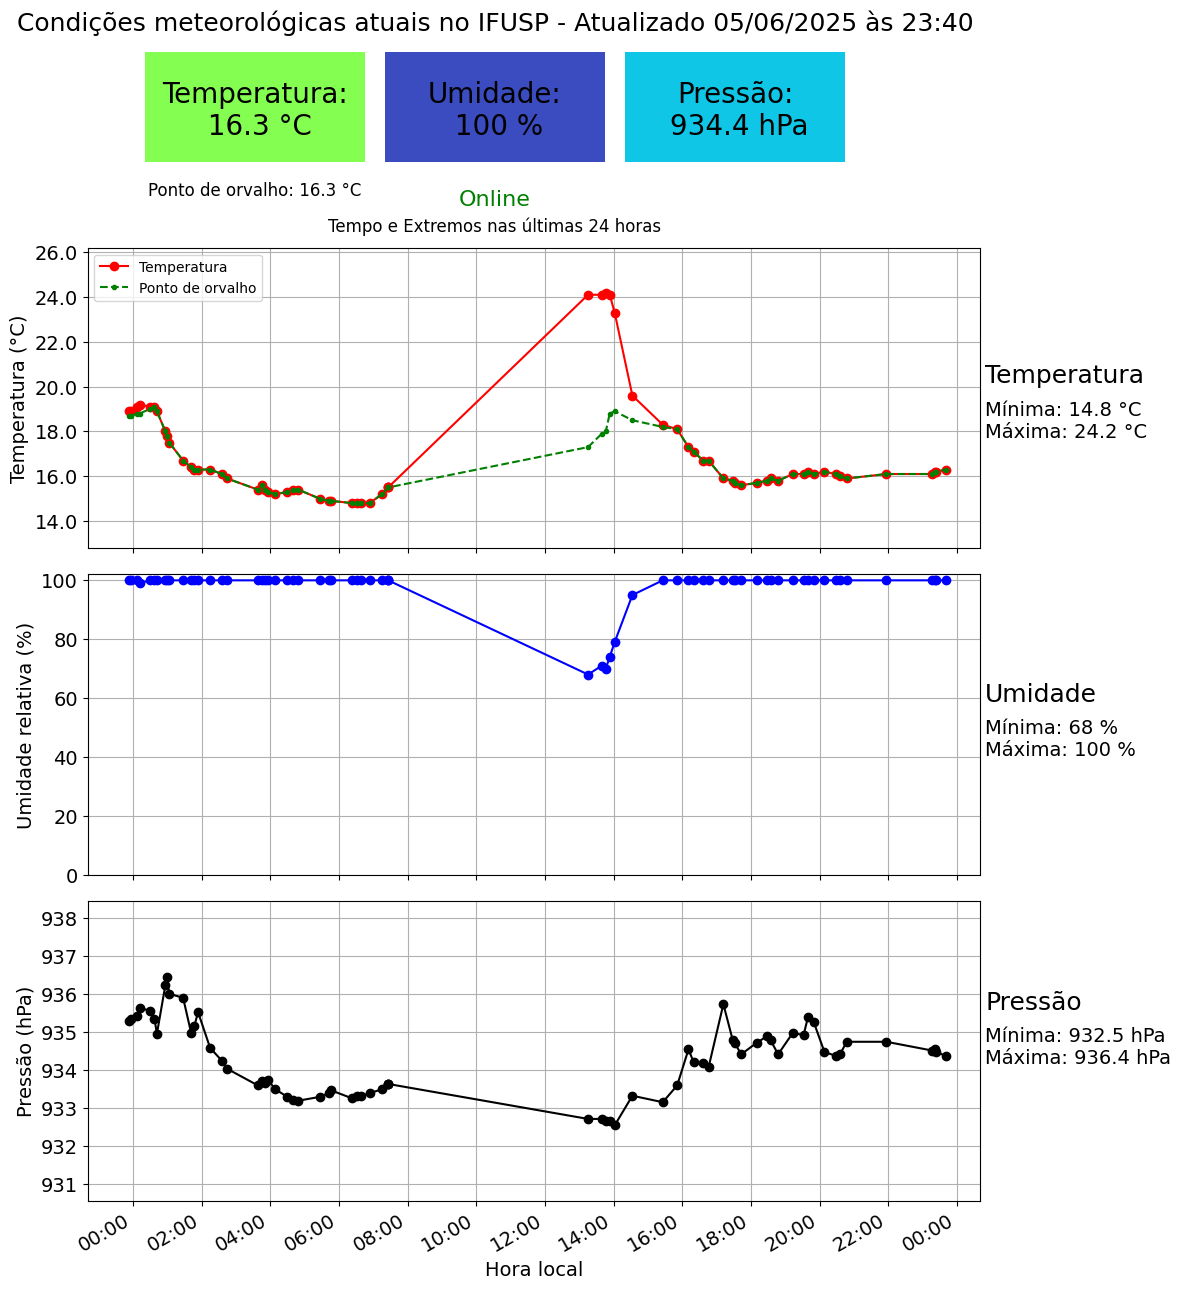 Condições meteorológicas atuais no IFUSP - Atualizado 05/06/2025 às 23:40
Temperatura:
16.3 °C
Umidade:
100 %
Pressão:
934.4 hPa
Ponto de orvalho: 16.3 °C
Online
Tempo e Extremos nas últimas 24 horas
Temperatura (°C)
26.0
24.0
22.0
20.0
18.0
16.0
14.0
Temperatura
Ponto de orvalho
Temperatura
Mínima: 14.8 °C
Máxima: 24.2 °C
Umidade relativa (%)
100
80
60
40
20
0
Umidade
Mínima: 68 %
Máxima: 100 %
Pressão (hPa)
938
937
936
935
934
933
932
931
Pressão
Mínima: 932.5 hPa
Máxima: 936.4 hPa
00:00
02:00
04:00
06:00
08:00
10:00
12:00
14:00
16:00
18:00
20:00
22:00
00:00
Hora local